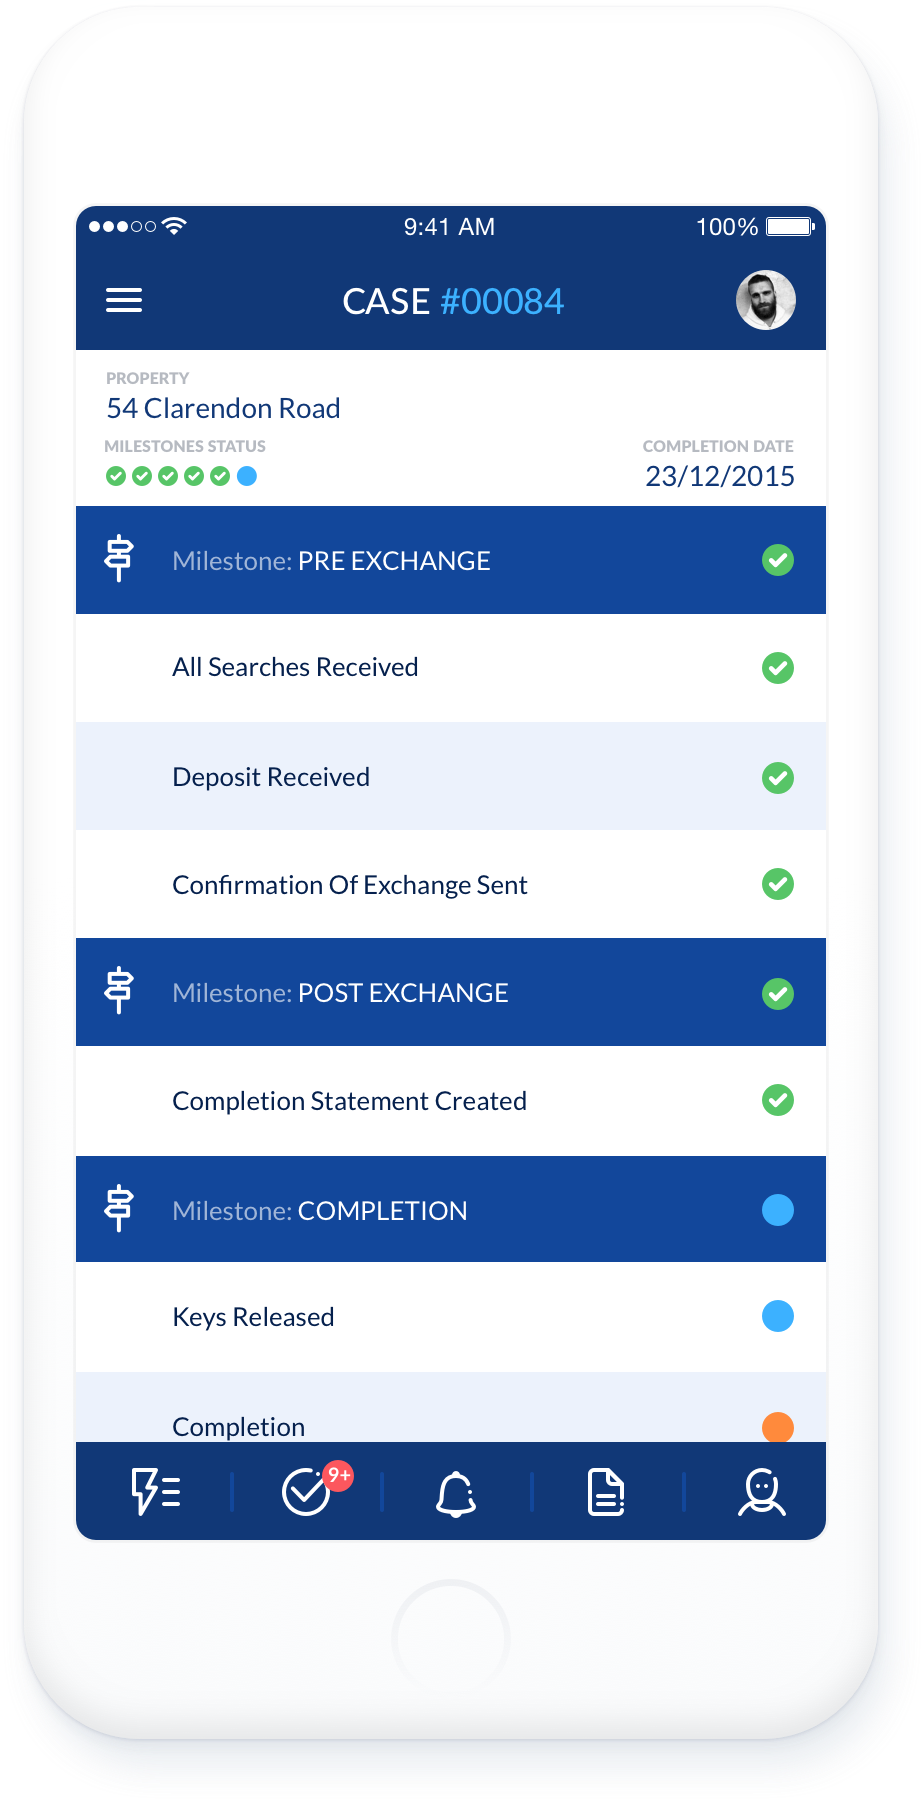 9:41 AM 100%
CASE #00084
PROPERTY
54 Clarendon Road
MILESTONES STATUS COMPLETION DATE
23/12/2015
Milestone: PRE EXCHANGE
All Searches Received
Deposit Received
Confirmation Of Exchange Sent
Milestone: POST EXCHANGE
Completion Statement Created
Milestone: COMPLETION
Keys Released
Completion
9+